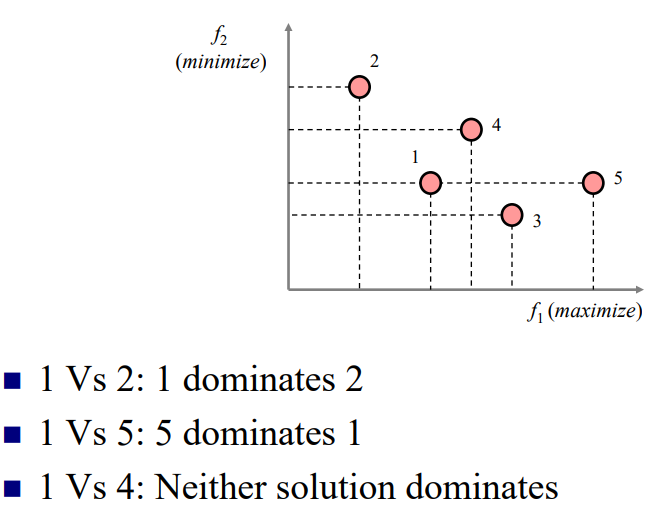 f₂
(minimize)
2
4
1
5
3
f₁ (maximize)
1 Vs 2: 1 dominates 2
1 Vs 5: 5 dominates 1
1 Vs 4: Neither solution dominates